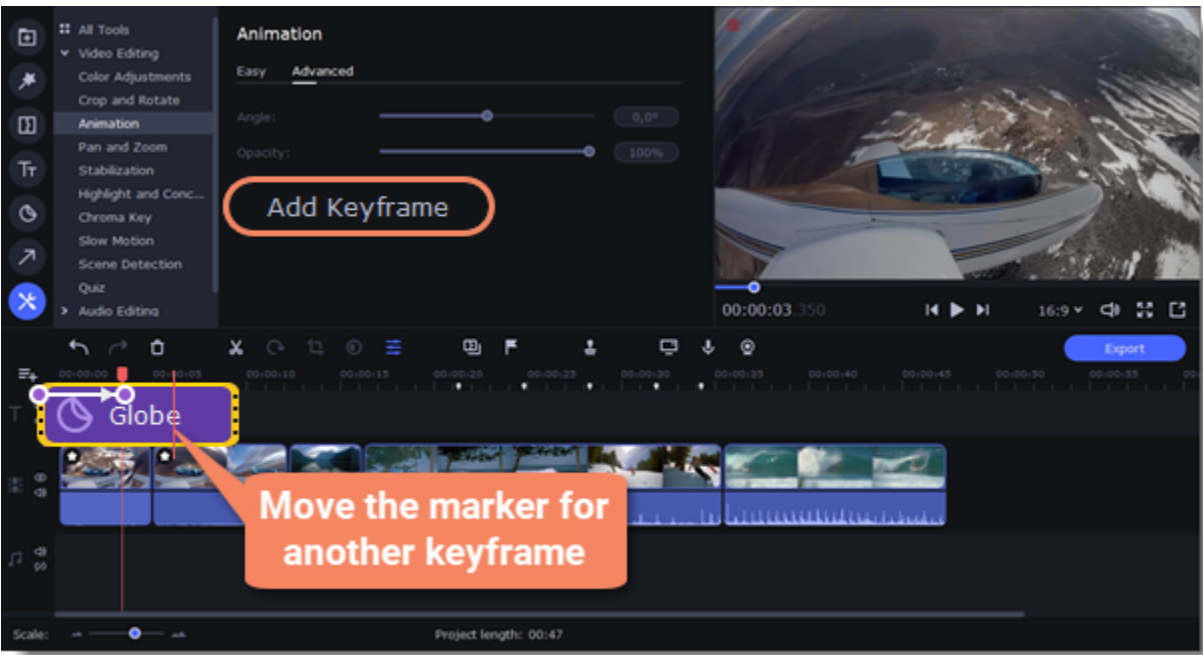 All Tools
Video Editing
Color Adjustments
Crop and Rotate
Animation
Pan and Zoom
Stabilization
Highlight and Conc...
Chroma Key
Slow Motion
Scene Detection
Quiz
Audio Editing
Animation
Easy Advanced
Angle: 0,0°
Opacity: 100%
Add Keyframe
00:00:03.350
16:9
Export
00:00:00 00:00:05 00:00:10 00:00:15 00:00:20 00:00:25 00:00:30 00:00:35 00:00:40 00:00:45 00:00:50 00:00:55 00:
Globe
Move the marker for
another keyframe
Scale:
Project length: 00:47